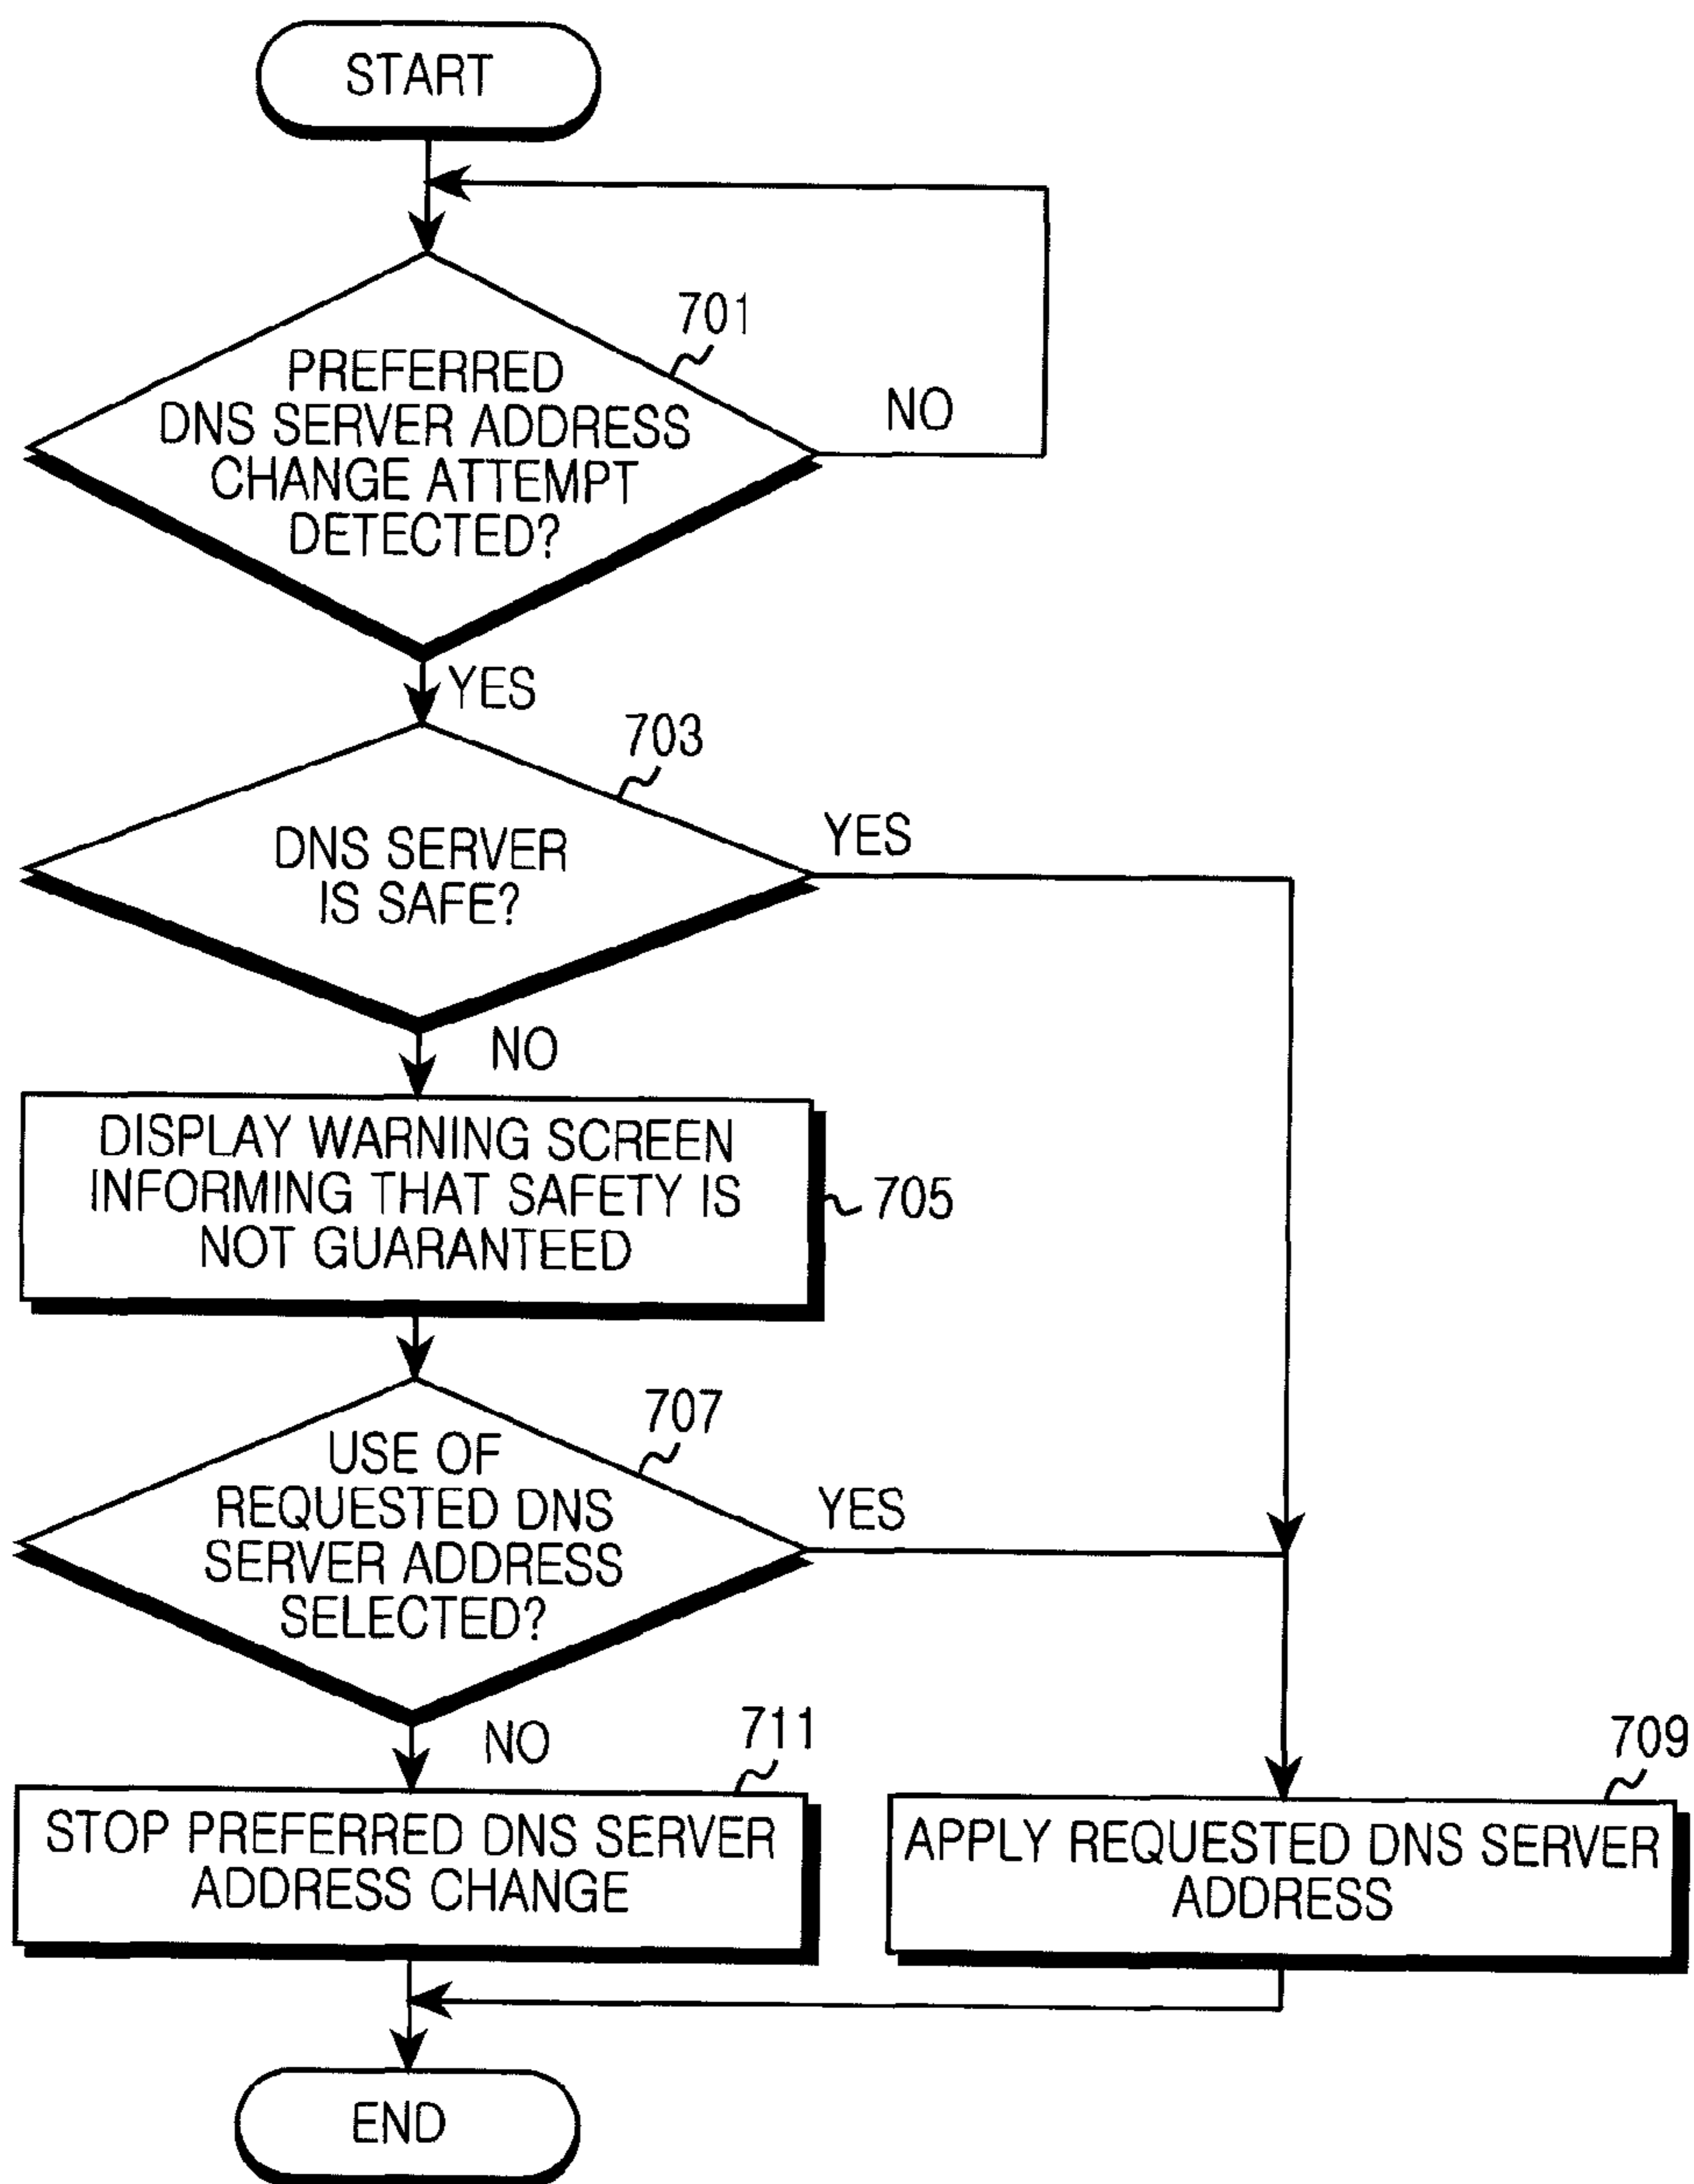 START
701
PREFERRED
DNS SERVER ADDRESS
CHANGE ATTEMPT
DETECTED?
NO
YES
703
DNS SERVER
IS SAFE?
YES
NO
DISPLAY WARNING SCREEN
INFORMING THAT SAFETY IS
NOT GUARANTEED
705
707
USE OF
REQUESTED DNS
SERVER ADDRESS
SELECTED?
YES
NO
711
STOP PREFERRED DNS SERVER
ADDRESS CHANGE
709
APPLY REQUESTED DNS SERVER
ADDRESS
END